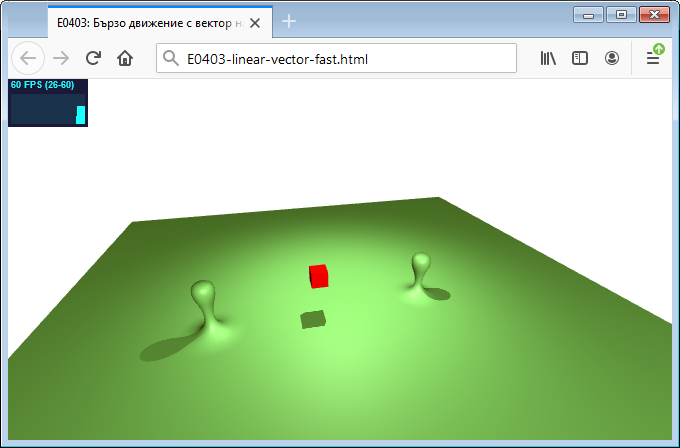 E0403: Бързо движение с вектор
E0403-linear-vector-fast.html
60 FPS (26-60)